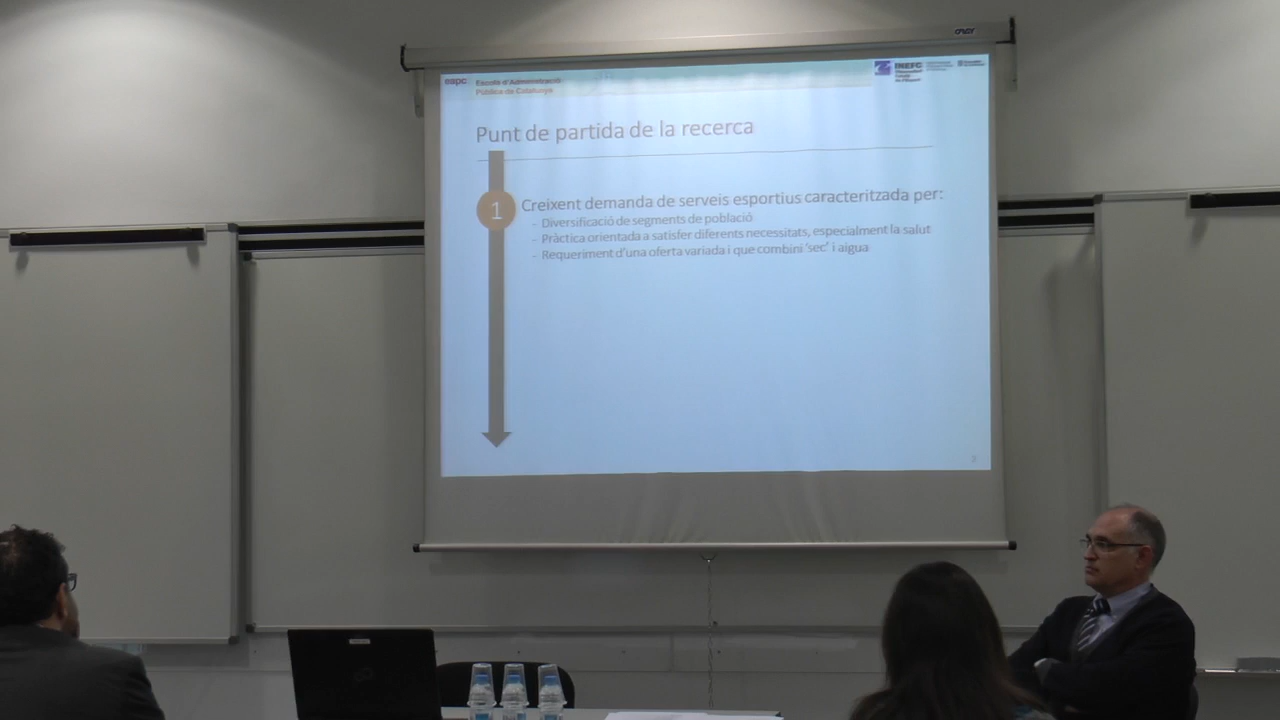 eapc Escola d'Administració
Pública de Catalunya
INEFC
Punt de partida de la recerca
1 Creixent demanda de serveis esportius caracteritzada per:
- Diversificació de segments de població
- Pràctica orientada a satisfer diferents necessitats, especialment la salut
- Requeriment d'una oferta variada i que combini 'sec' i aigua
2